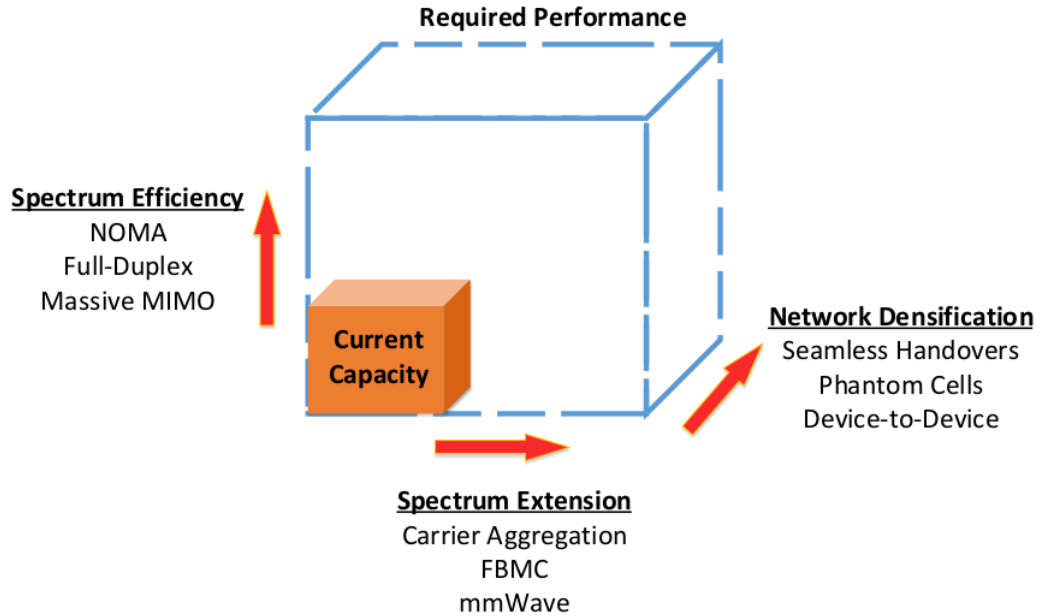 Required Performance
Spectrum Efficiency
NOMA
Full-Duplex
Massive MIMO
Current
Capacity
Network Densification
Seamless Handovers
Phantom Cells
Device-to-Device
Spectrum Extension
Carrier Aggregation
FBMC
mmWave